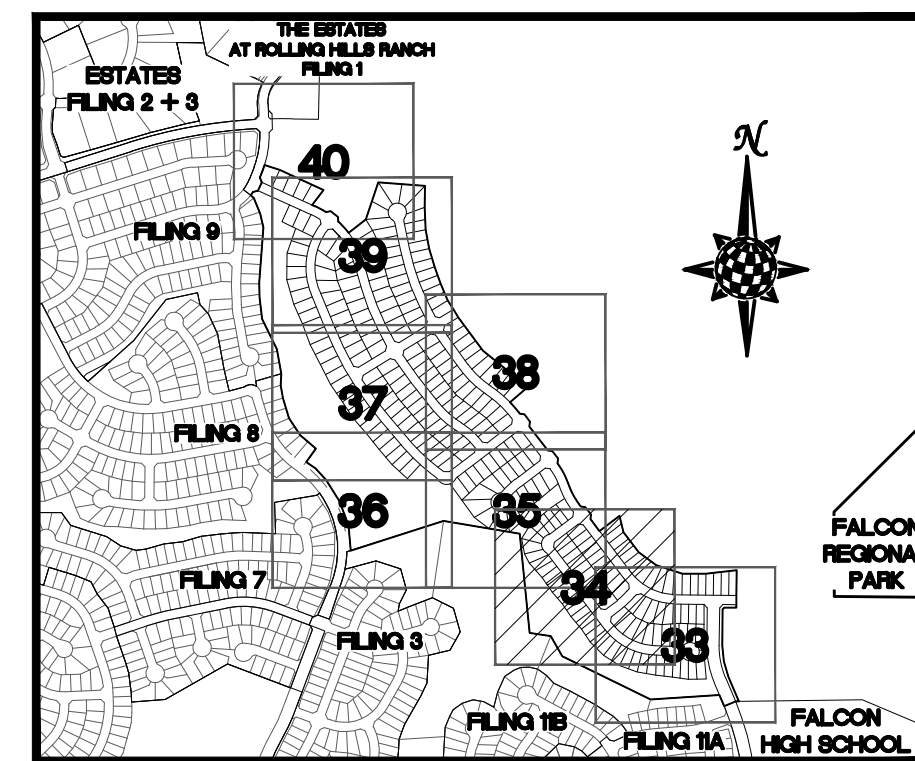 THE ESTATES
AT ROLLING HILLS RANCH
FILING 1
ESTATES
FILING 2 + 3
N
40
FILING 9
39
38
37
FILING 8
36
35
FALCON
REGIONA
PARK
FILING 7
34
FILING 3
33
FILING 11B
FILING 11A
FALCON
HIGH SCHOOL